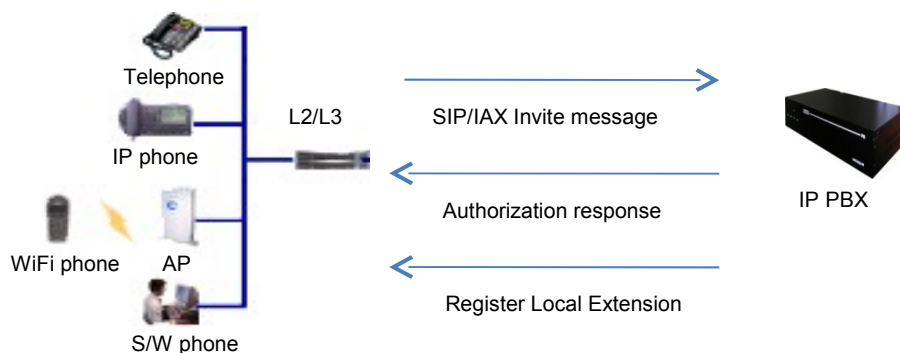 Telephone
L2/L3
SIP/IAX Invite message
IP phone
IP PBX
Authorization response
WiFi phone
AP
Register Local Extension
S/W phone